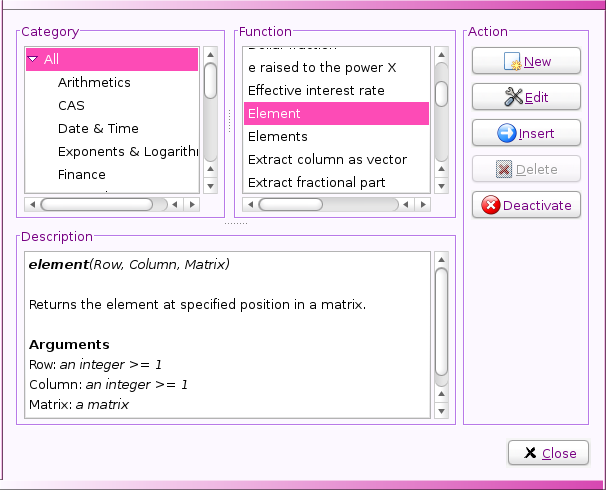 Category
All
Arithmetics
CAS
Date & Time
Exponents & Logarith
Finance
Function
e raised to the power X
Effective interest rate
Element
Elements
Extract column as vector
Extract fractional part
Action
New
Edit
Insert
Delete
Deactivate
Description
element(Row, Column, Matrix)
Returns the element at specified position in a matrix.
Arguments
Row: an integer >= 1
Column: an integer >= 1
Matrix: a matrix
Close